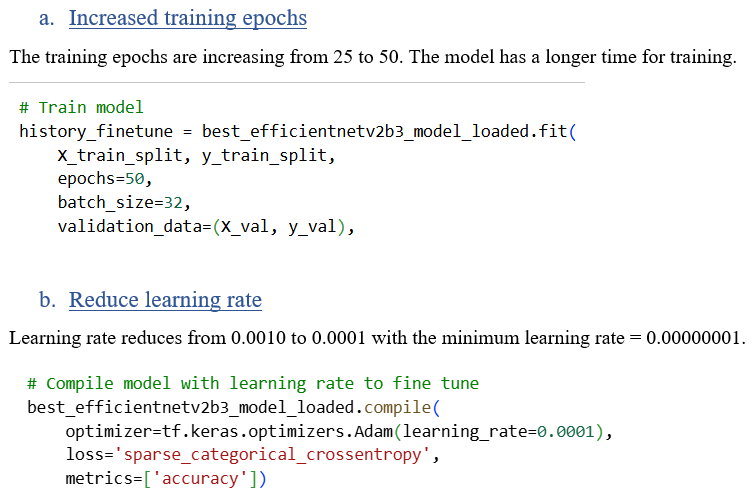 a. Increased training epochs
The training epochs are increasing from 25 to 50. The model has a longer time for training.
# Train model
history_finetune = best_efficientnetv2b3_model_loaded.fit(
    X_train_split, y_train_split,
    epochs=50,
    batch_size=32,
    validation_data=(X_val, y_val),
b. Reduce learning rate
Learning rate reduces from 0.0010 to 0.0001 with the minimum learning rate = 0.00000001.
# Compile model with learning rate to fine tune
best_efficientnetv2b3_model_loaded.compile(
    optimizer=tf.keras.optimizers.Adam(learning_rate=0.0001),
    loss='sparse_categorical_crossentropy',
    metrics=['accuracy'])